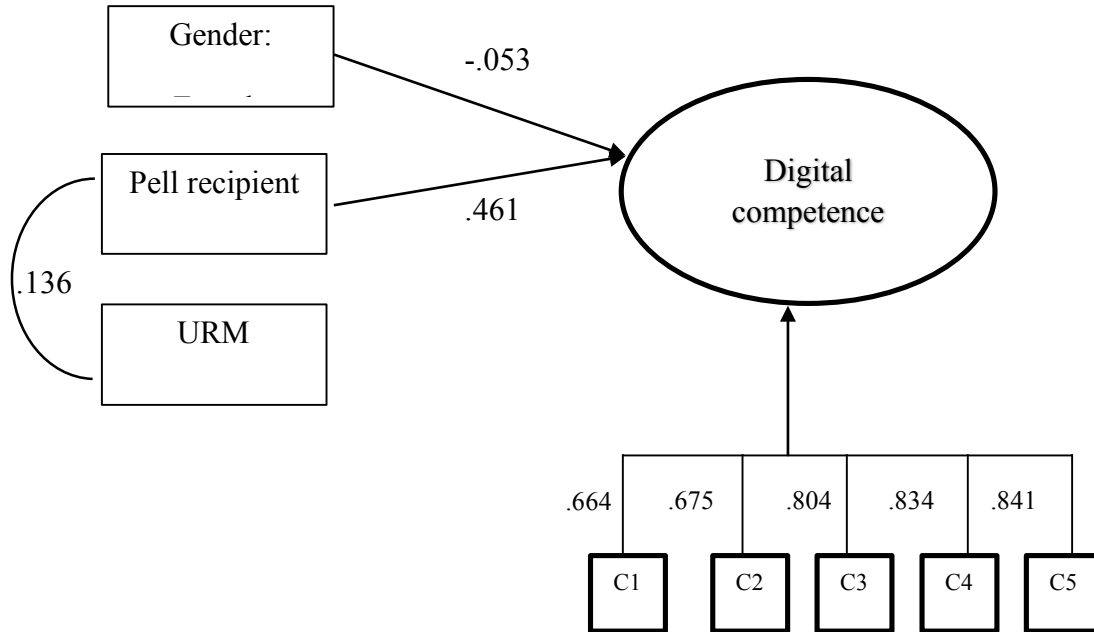 Gender:
-.053
Pell recipient
.461
.136
URM
Digital
competence
.664
.675
.804
.834
.841
C1
C2
C3
C4
C5